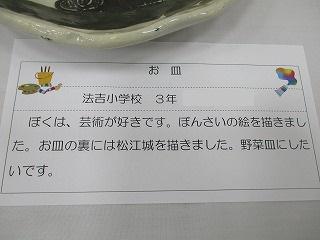 お 皿
法吉小学校 3年
ぼくは、芸術が好きです。ぼんさいの絵を描きまし
た。お皿の裏には松江城を描きました。野菜皿にした
いです。